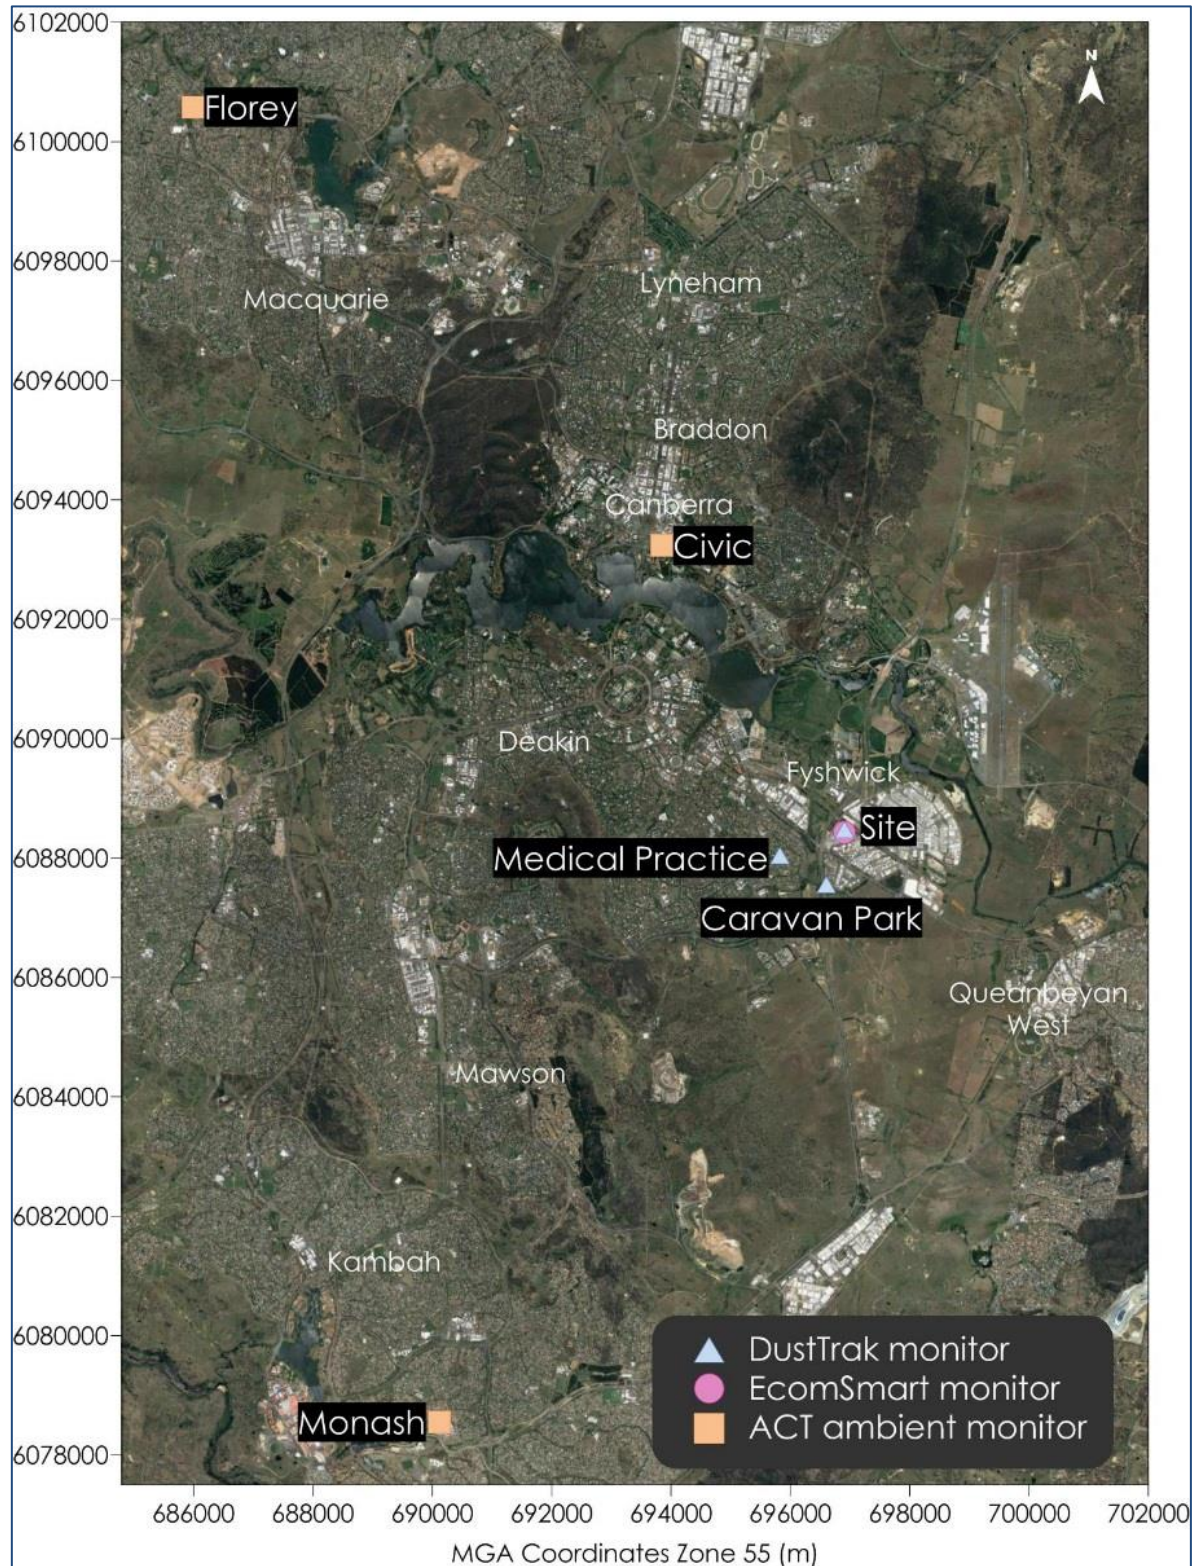 6102000
6100000
6098000
6096000
6094000
6092000
6090000
6088000
6086000
6084000
6082000
6080000
6078000
N
Florey
Macquarie
Lyneham
Braddon
Canberra
Civic
Deakin
Fyshwick
Site
Medical Practice
Caravan Park
Queanbeyan
West
Mawson
Kambah
Monash
DustTrak monitor
EcomSmart monitor
ACT ambient monitor
686000 688000 690000 692000 694000 696000 698000 700000 702000
MGA Coordinates Zone 55 (m)